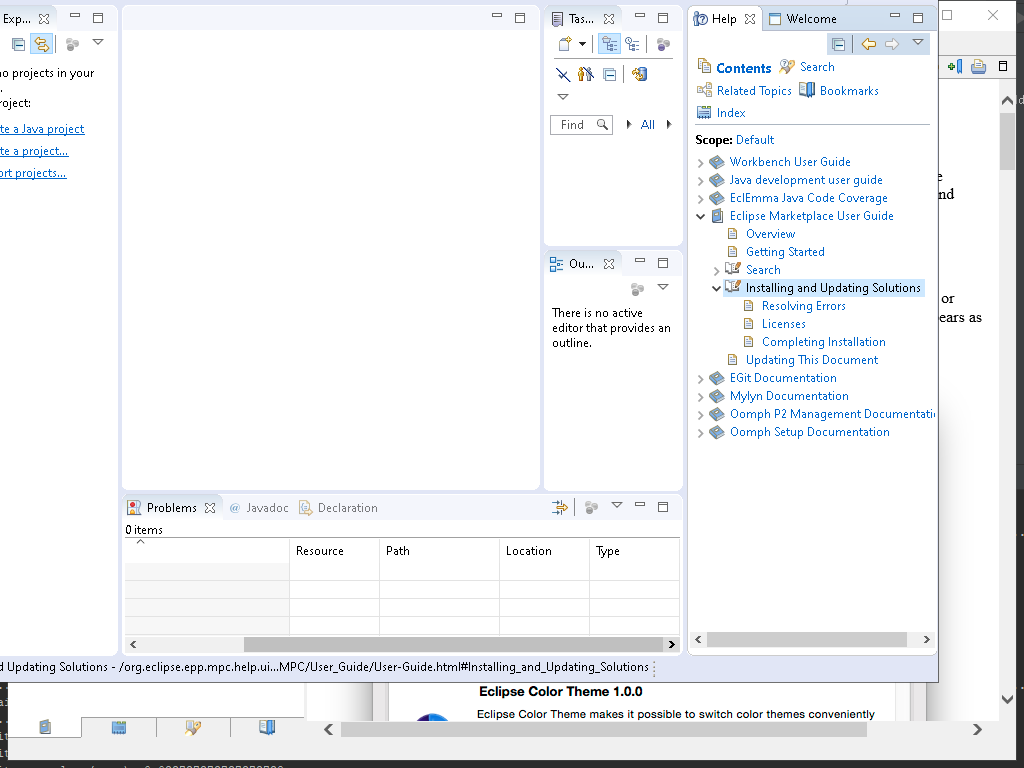 Exp...
no projects in your
.
roject:
te a Java project
te a project...
ort projects...
Tas...
Find
All
Ou...
There is no active
editor that provides an
outline.
Help
Welcome
Contents
Search
Related Topics
Bookmarks
Index
Scope: Default
Workbench User Guide
Java development user guide
EclEmma Java Code Coverage
Eclipse Marketplace User Guide
Overview
Getting Started
Search
Installing and Updating Solutions
Resolving Errors
Licenses
Completing Installation
Updating This Document
EGit Documentation
Mylyn Documentation
Oomph P2 Management Documentati
Oomph Setup Documentation
nd
or
ears as
Problems
@ Javadoc
Declaration
0 items
Resource
Path
Location
Type
d Updating Solutions - /org.eclipse.epp.mpc.help.ui...MPC/User_Guide/User-Guide.html#Installing_and_Updating_Solutions
Eclipse Color Theme 1.0.0
Eclipse Color Theme makes it possible to switch color themes conveniently